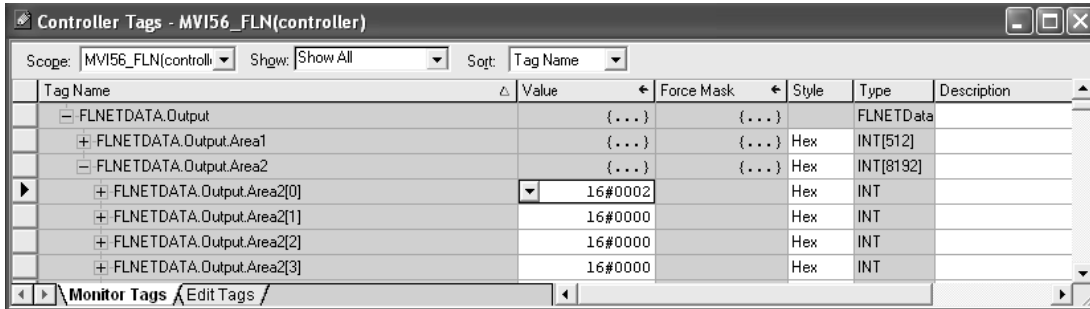 Controller Tags - MVI56_FLN(controller)
Scope: MVI56_FLN(controll Show: Show All Sort: Tag Name
Tag Name Value Force Mask Style Type Description
FLNETDATA.Output {...} {...} FLNETData
FLNETDATA.Output.Area1 {...} {...} Hex INT[512]
FLNETDATA.Output.Area2 {...} {...} Hex INT[8192]
FLNETDATA.Output.Area2[0] 16#0002 Hex INT
FLNETDATA.Output.Area2[1] 16#0000 Hex INT
FLNETDATA.Output.Area2[2] 16#0000 Hex INT
FLNETDATA.Output.Area2[3] 16#0000 Hex INT
Monitor Tags Edit Tags